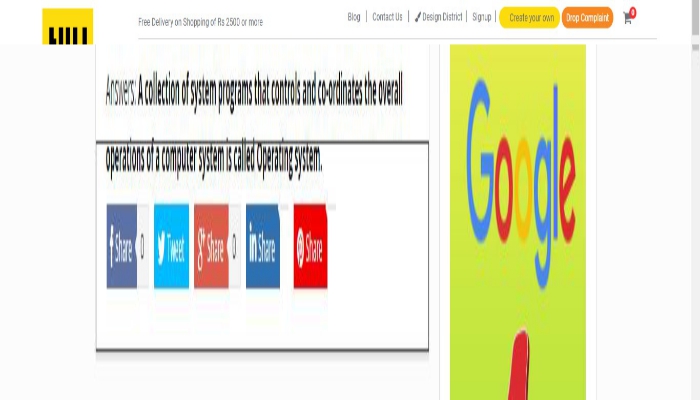 Free Delivery on Shopping of Rs 2500 or more
Blog | Contact Us | Design District | Signup | Create your own Drop Complaint 0
Answers: A collection of system programs that controls and co-ordinates the overall
operations of a computer system is called Operating system.
f Share 0 Tweet g+ Share 0 in Share Share
Google